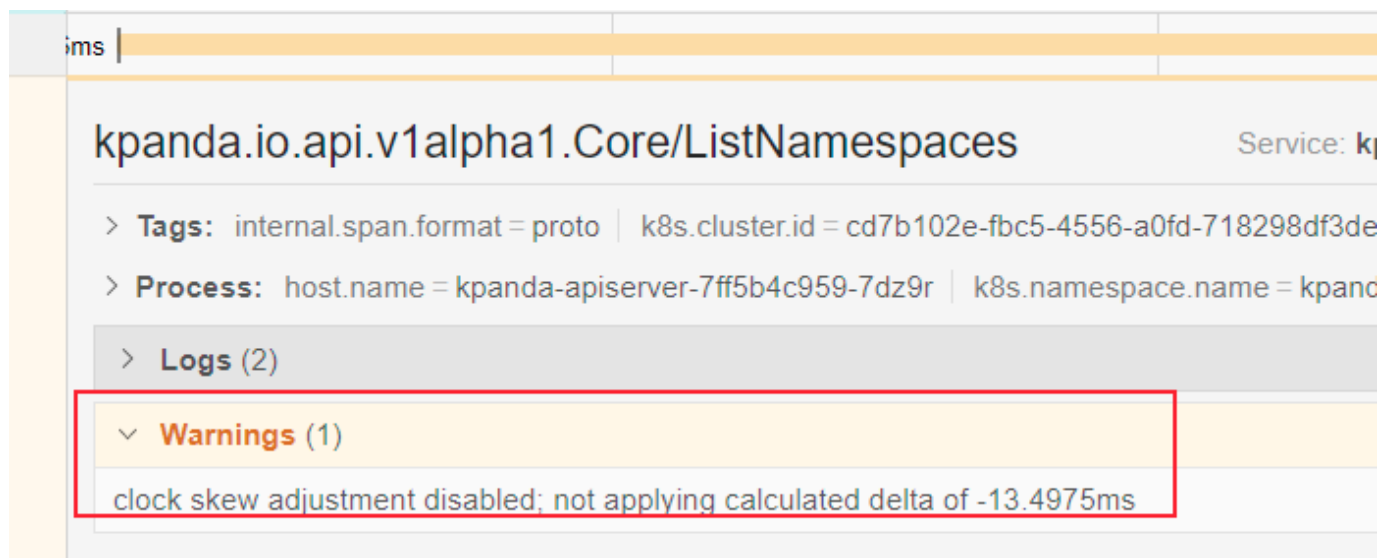 ms
kpanda.io.api.v1alpha1.Core/ListNamespaces Service:
Tags: internal.span.format = proto k8s.cluster.id = cd7b102e-fbc5-4556-a0fd-718298df3de
Process: host.name = kpanda-apiserver-7ff5b4c959-7dz9r k8s.namespace.name = kpand
Logs (2)
Warnings (1)
clock skew adjustment disabled; not applying calculated delta of -13.4975ms